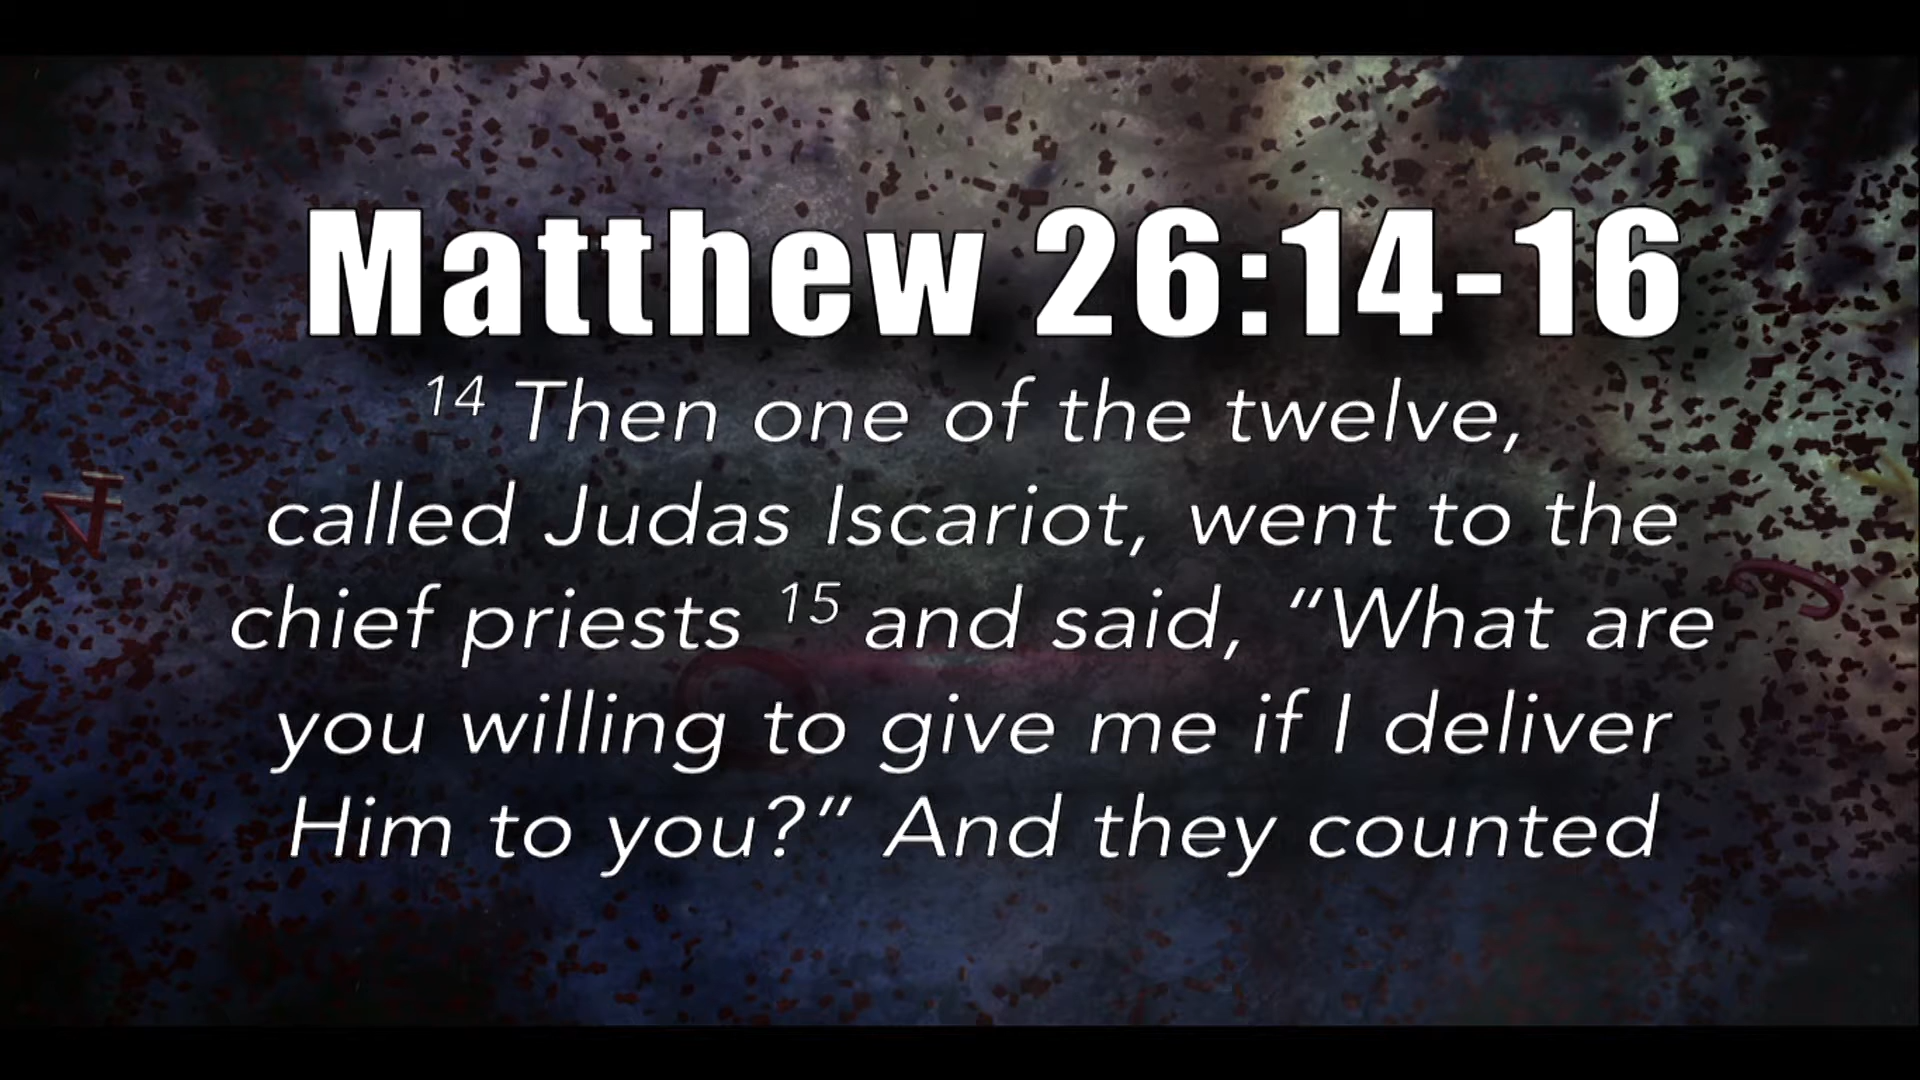 Matthew 26:14-16
14 Then one of the twelve,
called Judas Iscariot, went to the
chief priests 15 and said, “What are
you willing to give me if I deliver
Him to you?” And they counted